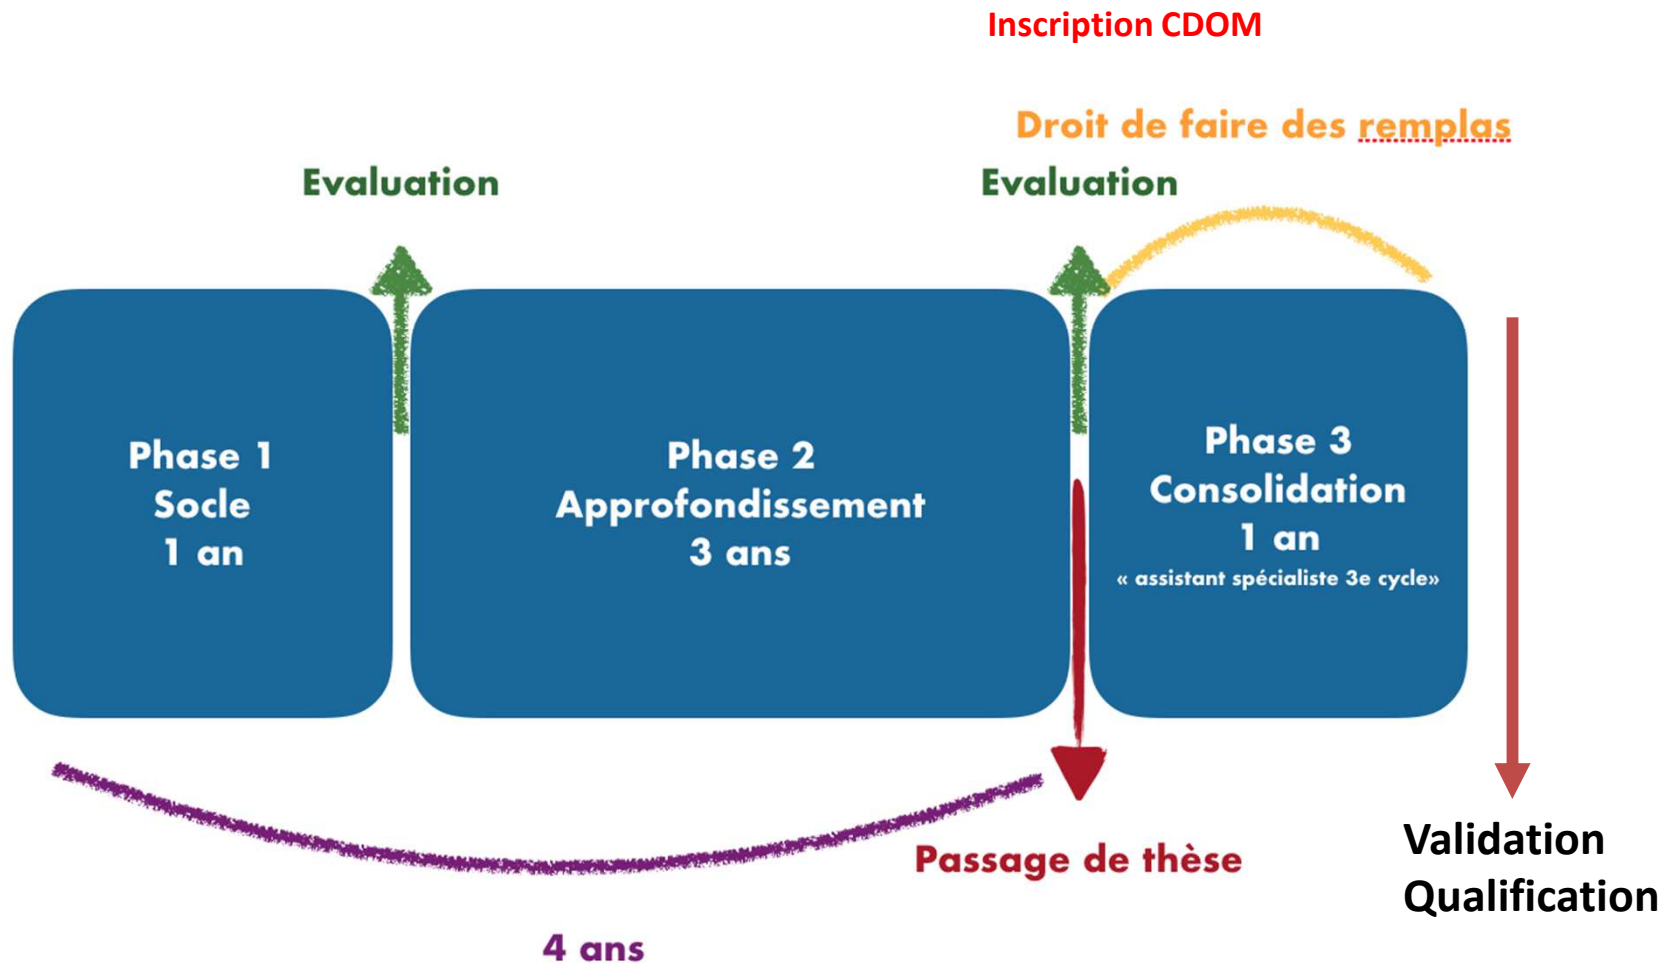 Inscription CDOM
Droit de faire des remplas
Evaluation
Evaluation
Phase 1
Socle
1 an
Phase 2
Approfondissement
3 ans
Phase 3
Consolidation
1 an
« assistant spécialiste 3e cycle»
Passage de thèse
Validation
Qualification
4 ans